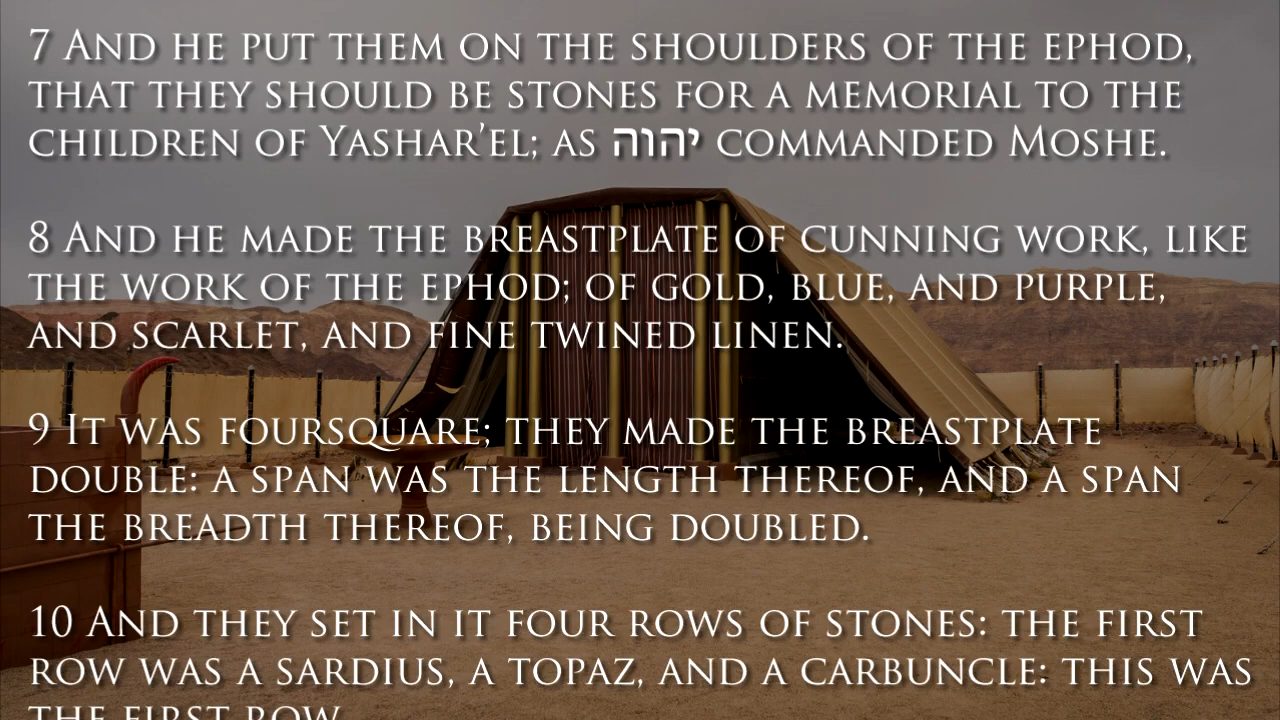 7 And he put them on the shoulders of the ephod,
that they should be stones for a memorial to the
children of Yashar’el; as יהוה commanded Moshe.
8 And he made the breastplate of cunning work, like
the work of the ephod; of gold, blue, and purple,
and scarlet, and fine twined linen.
9 It was foursquare; they made the breastplate
double: a span was the length thereof, and a span
the breadth thereof, being doubled.
10 And they set in it four rows of stones: the first
row was a sardius, a topaz, and a carbuncle: this was
the first row